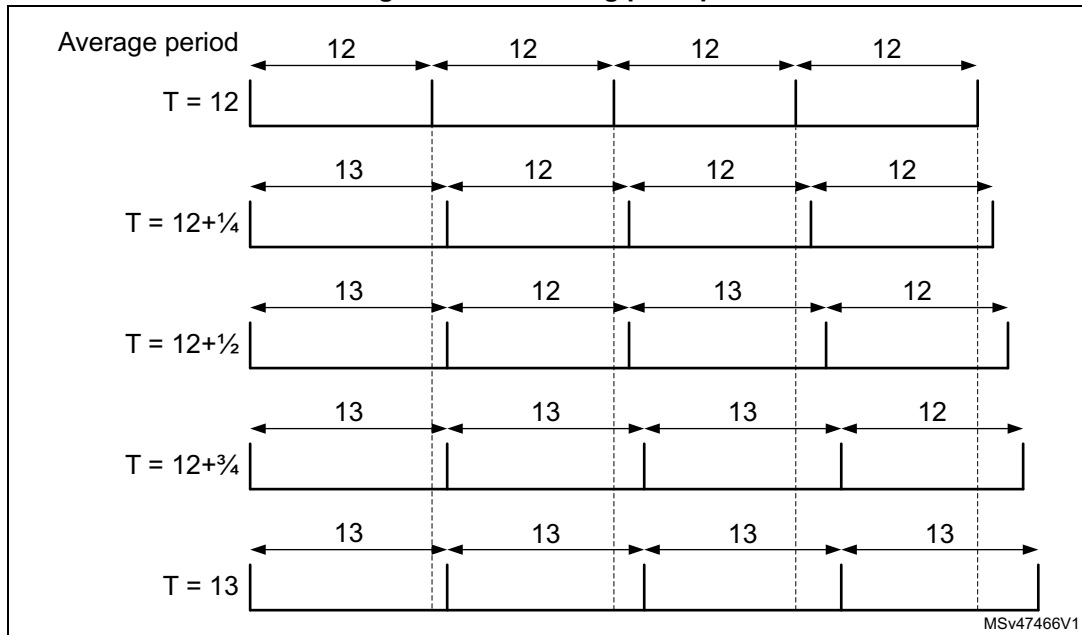 Average period
12 12 12 12
T = 12
13 12 12 12
T = 12+¼
13 12 13 12
T = 12+½
13 13 13 12
T = 12+¾
13 13 13 13
T = 13
MSv47466V1